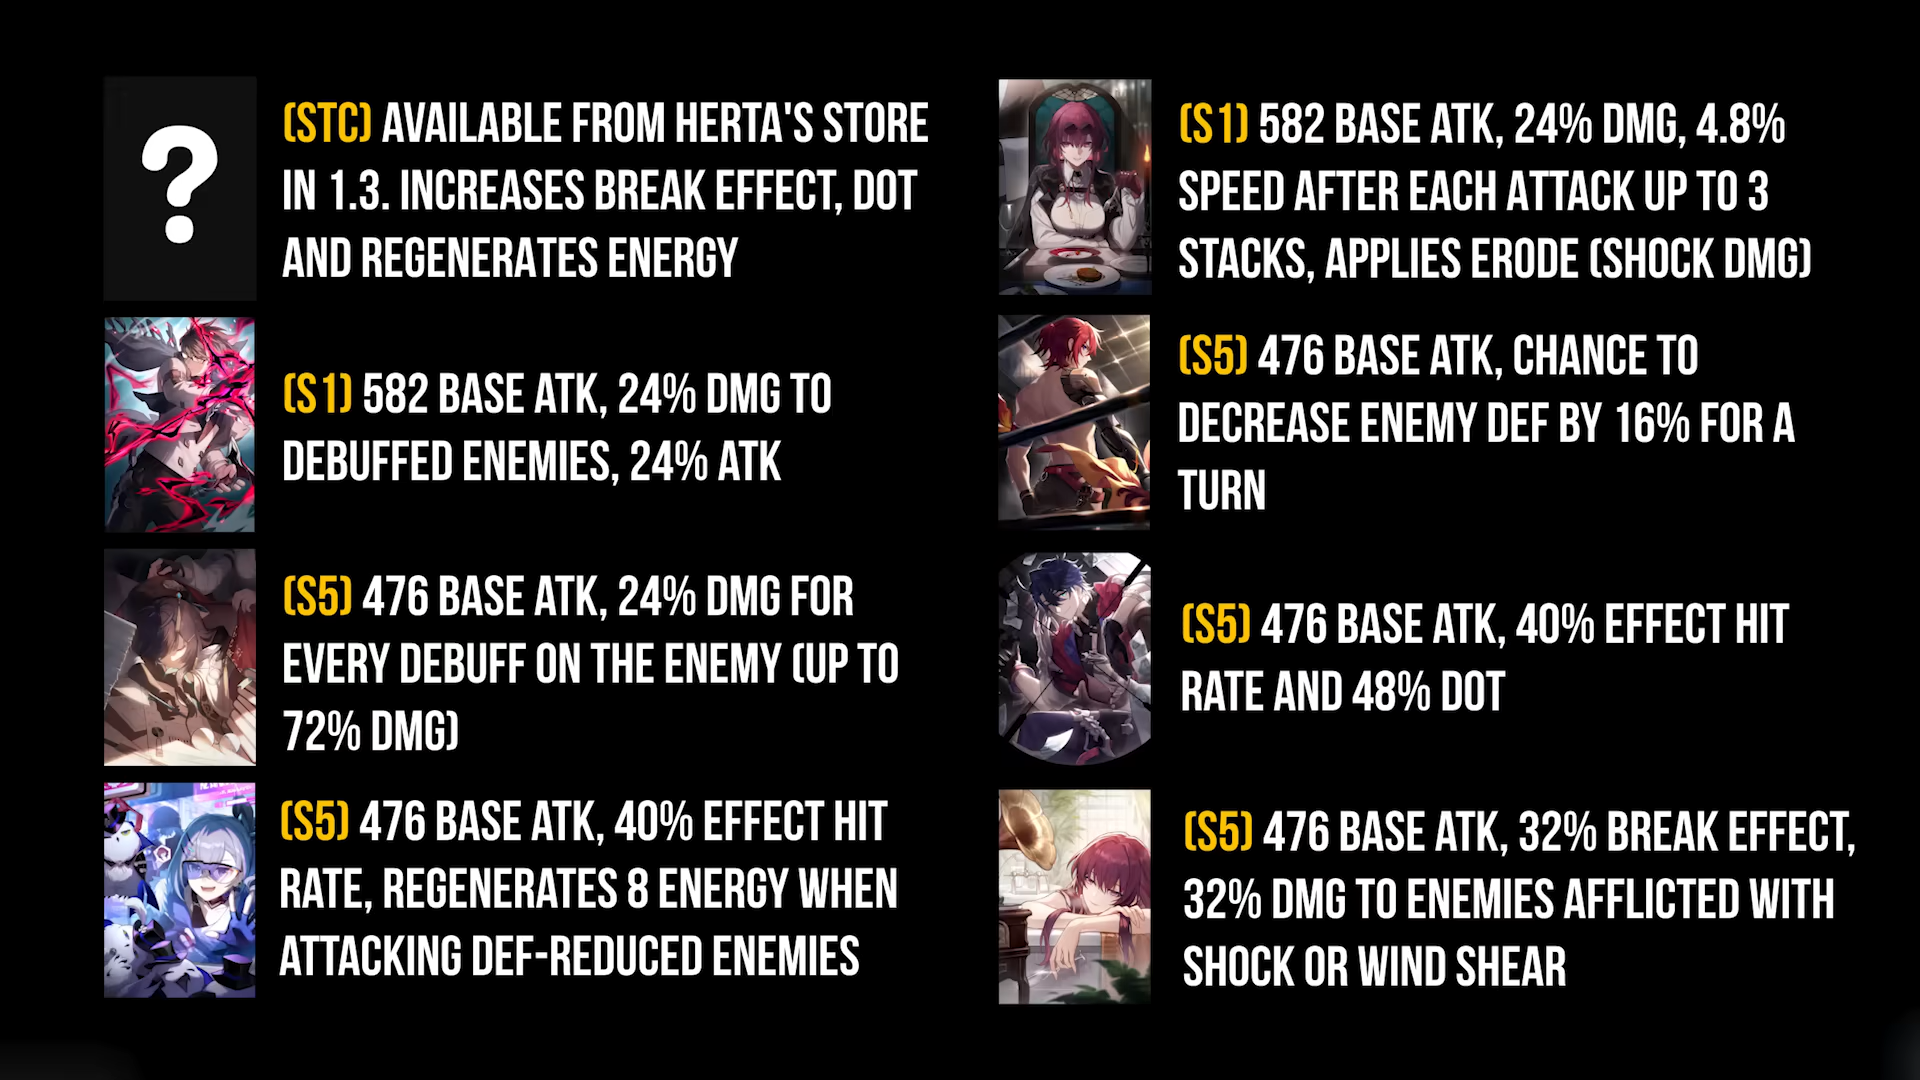 (STC) AVAILABLE FROM HERTA'S STORE
IN 1.3. INCREASES BREAK EFFECT, DOT
AND REGENERATES ENERGY
(S1) 582 BASE ATK, 24% DMG TO
DEBUFFED ENEMIES, 24% ATK
(S5) 476 BASE ATK, 24% DMG FOR
EVERY DEBUFF ON THE ENEMY (UP TO
72% DMG)
(S5) 476 BASE ATK, 40% EFFECT HIT
RATE, REGENERATES 8 ENERGY WHEN
ATTACKING DEF-REDUCED ENEMIES
(S1) 582 BASE ATK, 24% DMG, 4.8%
SPEED AFTER EACH ATTACK UP TO 3
STACKS, APPLIES ERODE (SHOCK DMG)
(S5) 476 BASE ATK, CHANCE TO
DECREASE ENEMY DEF BY 16% FOR A
TURN
(S5) 476 BASE ATK, 40% EFFECT HIT
RATE AND 48% DOT
(S5) 476 BASE ATK, 32% BREAK EFFECT,
32% DMG TO ENEMIES AFFLICTED WITH
SHOCK OR WIND SHEAR